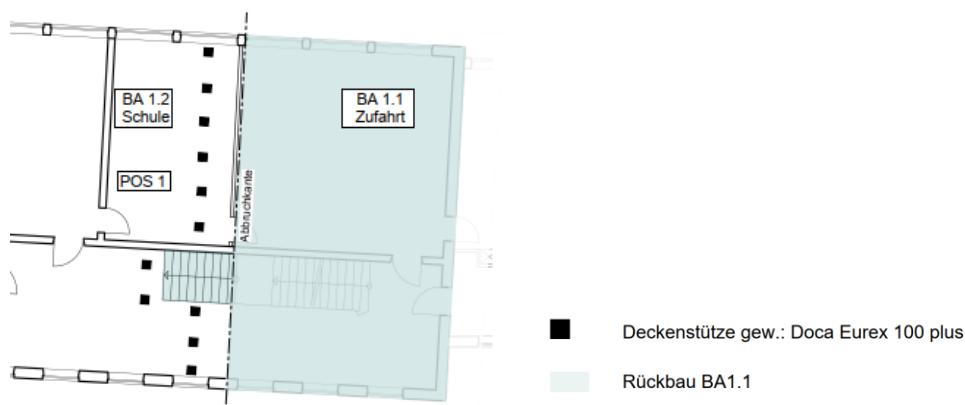 BA 1.2
Schule
BA 1.1
Zufahrt
POS 1
Abbruchkante
Deckenstütze gew.: Doca Eurex 100 plus
Rückbau BA1.1